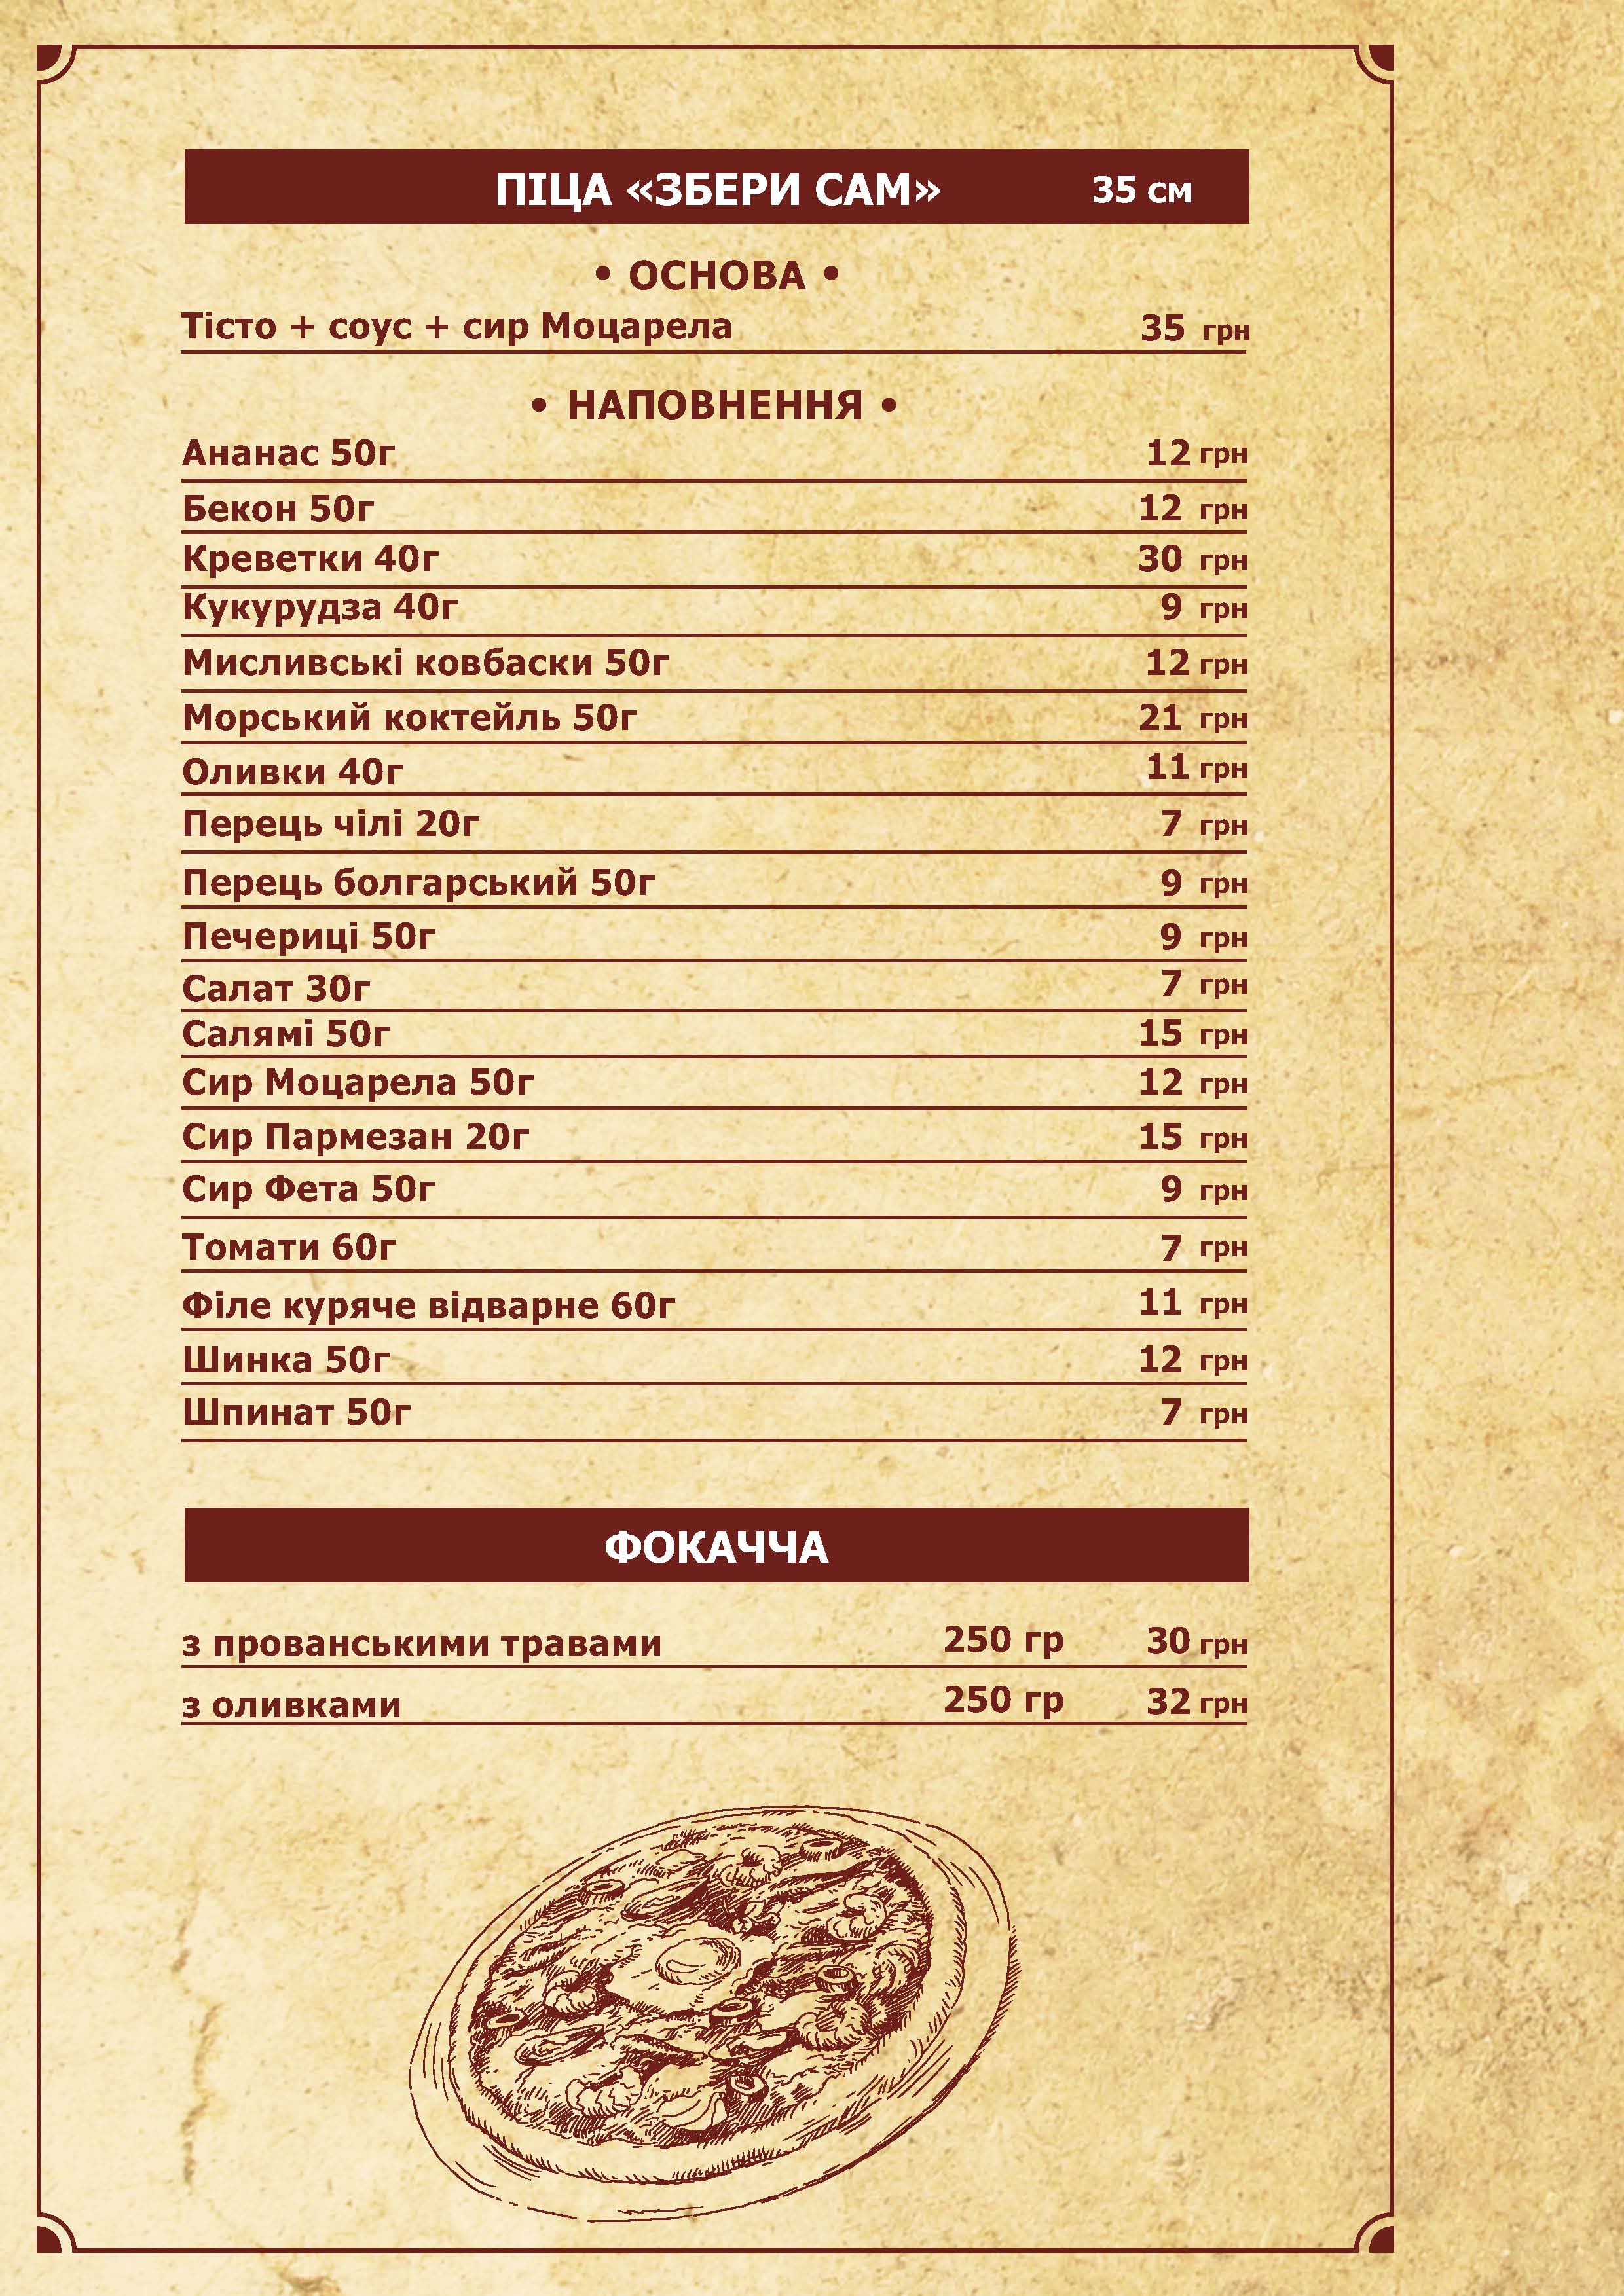 ПІЦА «ЗБЕРИ САМ» 35 см
• ОСНОВА •
Тісто + соус + сир Моцарела 35 грн
• НАПОВНЕННЯ •
Ананас 50г 12 грн
Бекон 50г 12 грн
Креветки 40г 30 грн
Кукурудза 40г 9 грн
Мисливські ковбаски 50г 12 грн
Морський коктейль 50г 21 грн
Оливки 40г 11 грн
Перець чілі 20г 7 грн
Перець болгарський 50г 9 грн
Печериці 50г 9 грн
Салат 30г 7 грн
Салямі 50г 15 грн
Сир Моцарела 50г 12 грн
Сир Пармезан 20г 15 грн
Сир Фета 50г 9 грн
Томати 60г 7 грн
Філе куряче відварне 60г 11 грн
Шинка 50г 12 грн
Шпинат 50г 7 грн
ФОКАЧЧА
з прованськими травами 250 гр 30 грн
з оливками 250 гр 32 грн